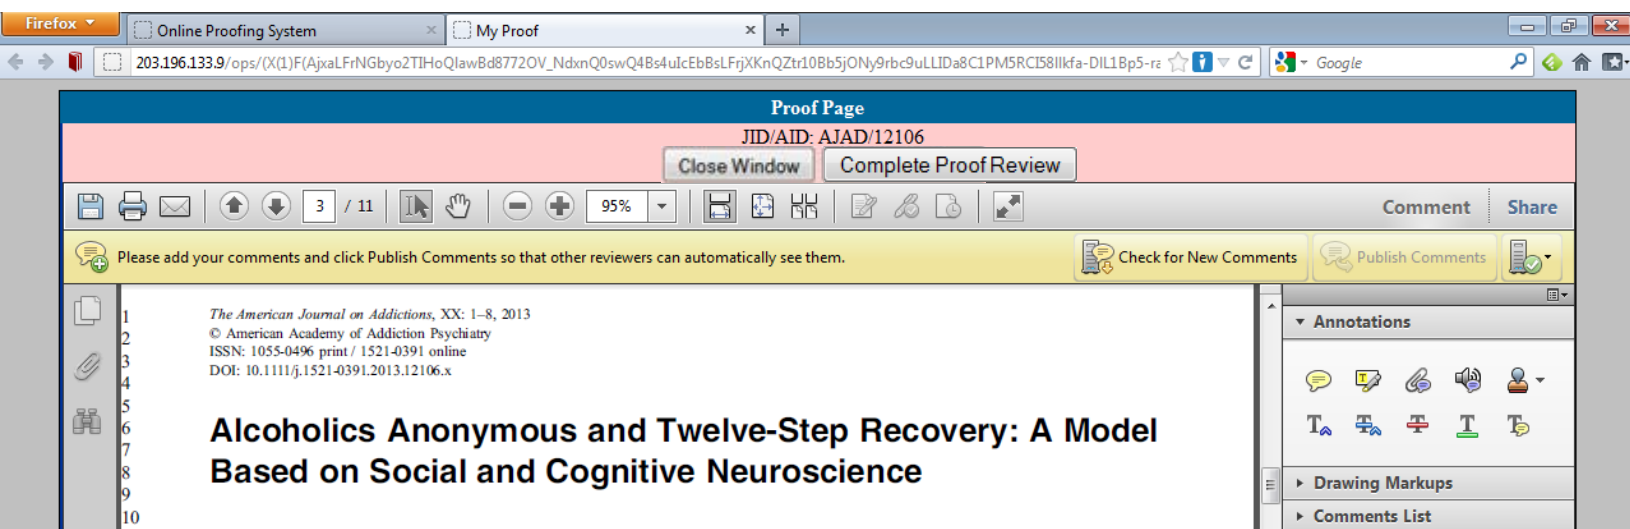 Firefox
Online Proofing System
My Proof
203.196.133.9/ops/(X(1)F(AjxaLFrNGbyo2TIHoQIawBd8772OV_NdxnQ0swQ4Bs4uIcEbBsLFrjXKnQZtr10Bb5jONy9rbc9uLLIDa8C1PM5RCI58IIkfa-DIL1Bp5-ra
Google
Proof Page
JID/AID: AJAD/12106
Close Window
Complete Proof Review
3 / 11
95%
Comment
Share
Please add your comments and click Publish Comments so that other reviewers can automatically see them.
Check for New Comments
Publish Comments
1
2
3
4
5
6
7
8
9
10
The American Journal on Addictions, XX: 1–8, 2013
© American Academy of Addiction Psychiatry
ISSN: 1055-0496 print / 1521-0391 online
DOI: 10.1111/j.1521-0391.2013.12106.x
Alcoholics Anonymous and Twelve-Step Recovery: A Model
Based on Social and Cognitive Neuroscience
Annotations
Drawing Markups
Comments List